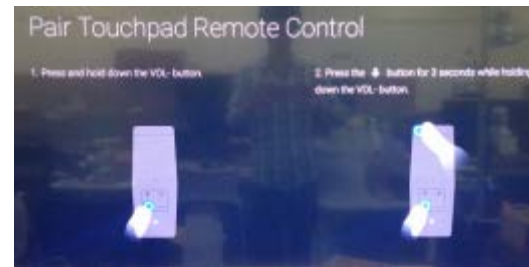 Pair Touchpad Remote Control
1. Press and hold down the VOL- button.
2. Press the button for 2 seconds while holding
down the VOL- button.